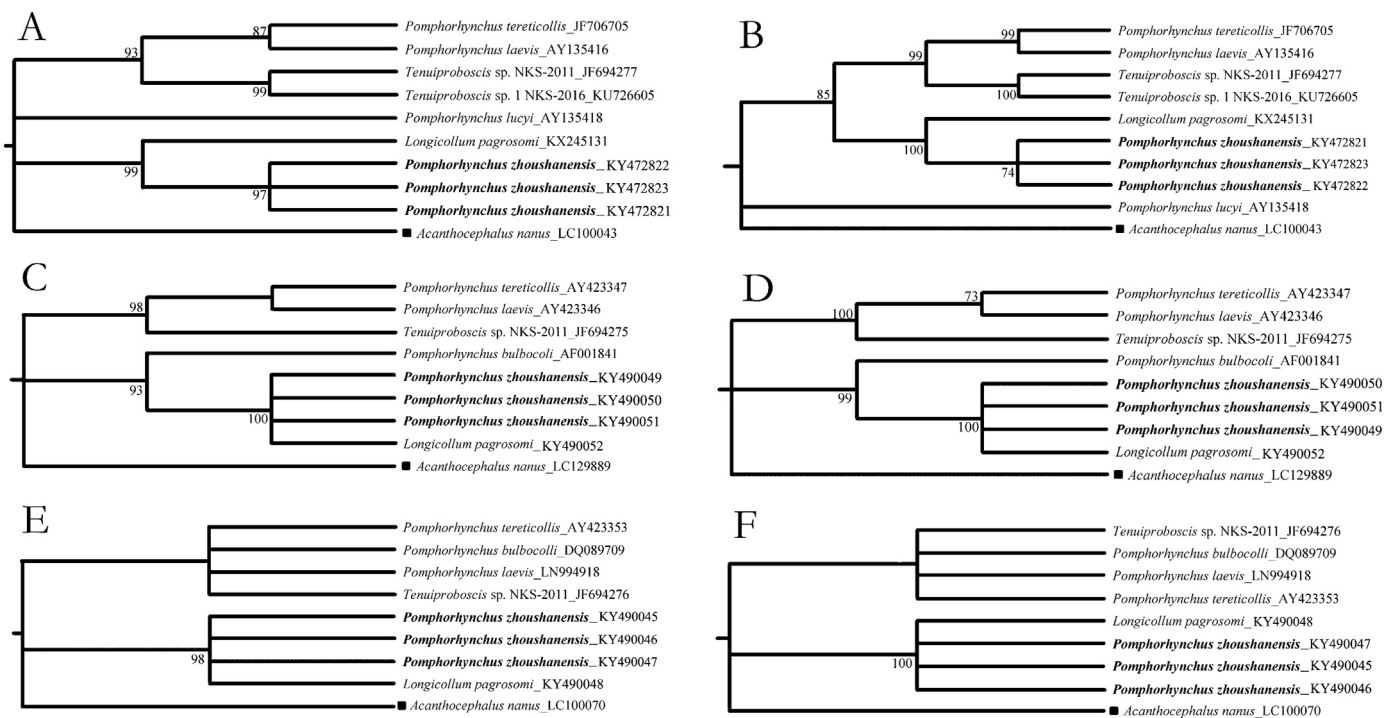 A
Pomphorhynchus tereticollis_JF706705
87
Pomphorhynchus laevis_AY135416
93
Tenuiproboscis sp. NKS-2011_JF694277
99
Tenuiproboscis sp. 1 NKS-2016_KU726605
Pomphorhynchus lucyi_AY135418
Longicollum pagrosomi_KX245131
99
Pomphorhynchus zhoushanensis_KY472822
Pomphorhynchus zhoushanensis_KY472823
97
Pomphorhynchus zhoushanensis_KY472821
Acanthocephalus nanus_LC100043
B
Pomphorhynchus tereticollis_JF706705
99
Pomphorhynchus laevis_AY135416
99
Tenuiproboscis sp. NKS-2011_JF694277
100
Tenuiproboscis sp. 1 NKS-2016_KU726605
85
Longicollum pagrosomi_KX245131
100
Pomphorhynchus zhoushanensis_KY472821
Pomphorhynchus zhoushanensis_KY472823
74
Pomphorhynchus zhoushanensis_KY472822
Pomphorhynchus lucyi_AY135418
Acanthocephalus nanus_LC100043
C
Pomphorhynchus tereticollis_AY423347
98
Pomphorhynchus laevis_AY423346
Tenuiproboscis sp. NKS-2011_JF694275
Pomphorhynchus bulbocoli_AF001841
93
Pomphorhynchus zhoushanensis_KY490049
Pomphorhynchus zhoushanensis_KY490050
100
Pomphorhynchus zhoushanensis_KY490051
Longicollum pagrosomi_KY490052
Acanthocephalus nanus_LC129889
D
Pomphorhynchus tereticollis_AY423347
73
Pomphorhynchus laevis_AY423346
100
Tenuiproboscis sp. NKS-2011_JF694275
Pomphorhynchus bulbocoli_AF001841
99
Pomphorhynchus zhoushanensis_KY490050
Pomphorhynchus zhoushanensis_KY490051
100
Pomphorhynchus zhoushanensis_KY490049
Longicollum pagrosomi_KY490052
Acanthocephalus nanus_LC129889
E
Pomphorhynchus tereticollis_AY423353
Pomphorhynchus bulbocolli_DQ089709
Pomphorhynchus laevis_LN994918
Tenuiproboscis sp. NKS-2011_JF694276
Pomphorhynchus zhoushanensis_KY490045
Pomphorhynchus zhoushanensis_KY490046
98
Pomphorhynchus zhoushanensis_KY490047
Longicollum pagrosomi_KY490048
Acanthocephalus nanus_LC100070
F
Tenuiproboscis sp. NKS-2011_JF694276
Pomphorhynchus bulbocolli_DQ089709
Pomphorhynchus laevis_LN994918
Pomphorhynchus tereticollis_AY423353
Longicollum pagrosomi_KY490048
Pomphorhynchus zhoushanensis_KY490047
100
Pomphorhynchus zhoushanensis_KY490045
Pomphorhynchus zhoushanensis_KY490046
Acanthocephalus nanus_LC100070